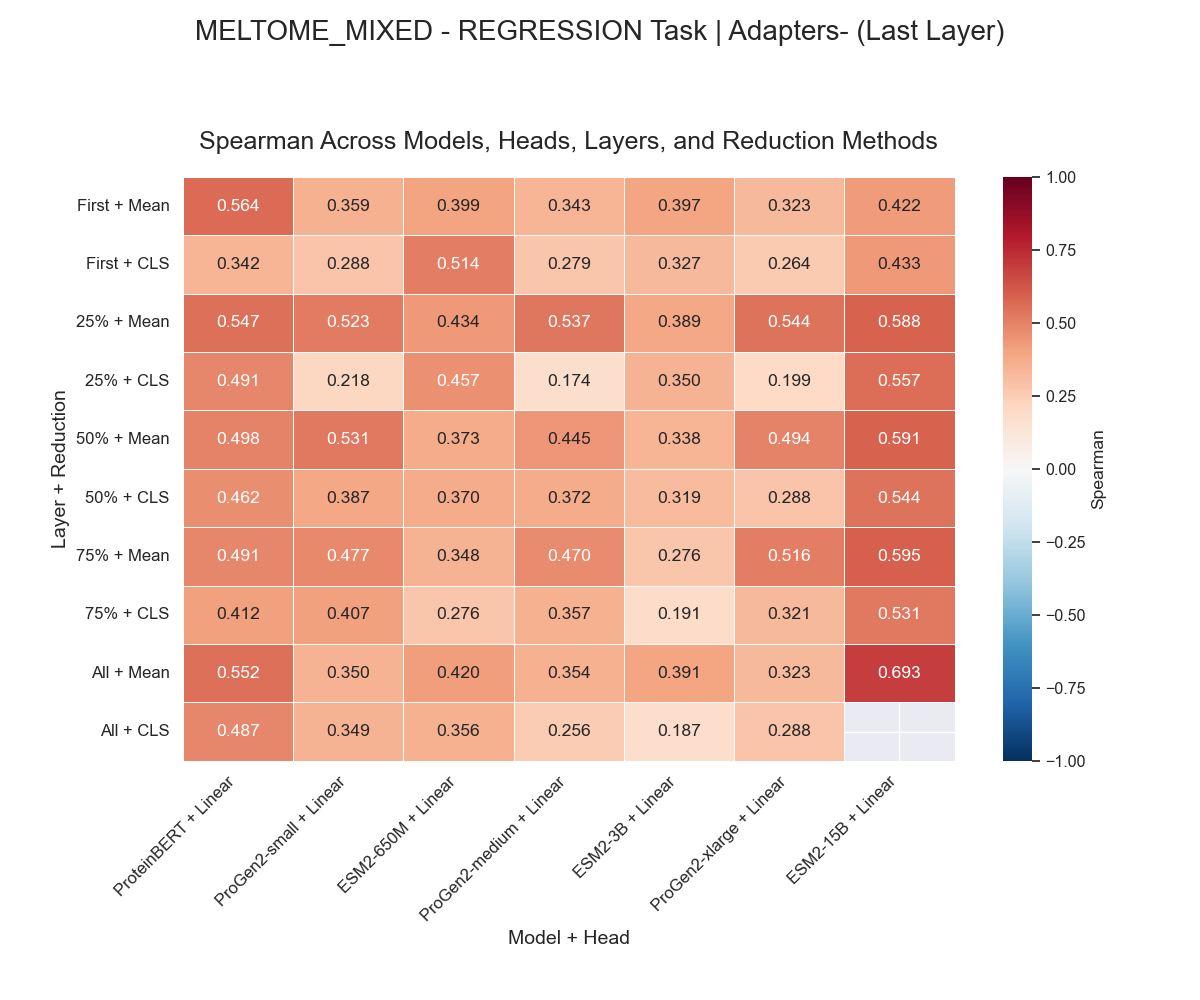 MELTOME_MIXED - REGRESSION Task | Adapters- (Last Layer)
Spearman Across Models, Heads, Layers, and Reduction Methods
Layer + Reduction
First + Mean 0.564 0.359 0.399 0.343 0.397 0.323 0.422
First + CLS 0.342 0.288 0.514 0.279 0.327 0.264 0.433
25% + Mean 0.547 0.523 0.434 0.537 0.389 0.544 0.588
25% + CLS 0.491 0.218 0.457 0.174 0.350 0.199 0.557
50% + Mean 0.498 0.531 0.373 0.445 0.338 0.494 0.591
50% + CLS 0.462 0.387 0.370 0.372 0.319 0.288 0.544
75% + Mean 0.491 0.477 0.348 0.470 0.276 0.516 0.595
75% + CLS 0.412 0.407 0.276 0.357 0.191 0.321 0.531
All + Mean 0.552 0.350 0.420 0.354 0.391 0.323 0.693
All + CLS 0.487 0.349 0.356 0.256 0.187 0.288
ProteinBERT + Linear
ProGen2-small + Linear
ESM2-650M + Linear
ProGen2-medium + Linear
ESM2-3B + Linear
ProGen2-xlarge + Linear
ESM2-15B + Linear
Model + Head
1.00
0.75
0.50
0.25
0.00
−0.25
−0.50
−0.75
−1.00
Spearman